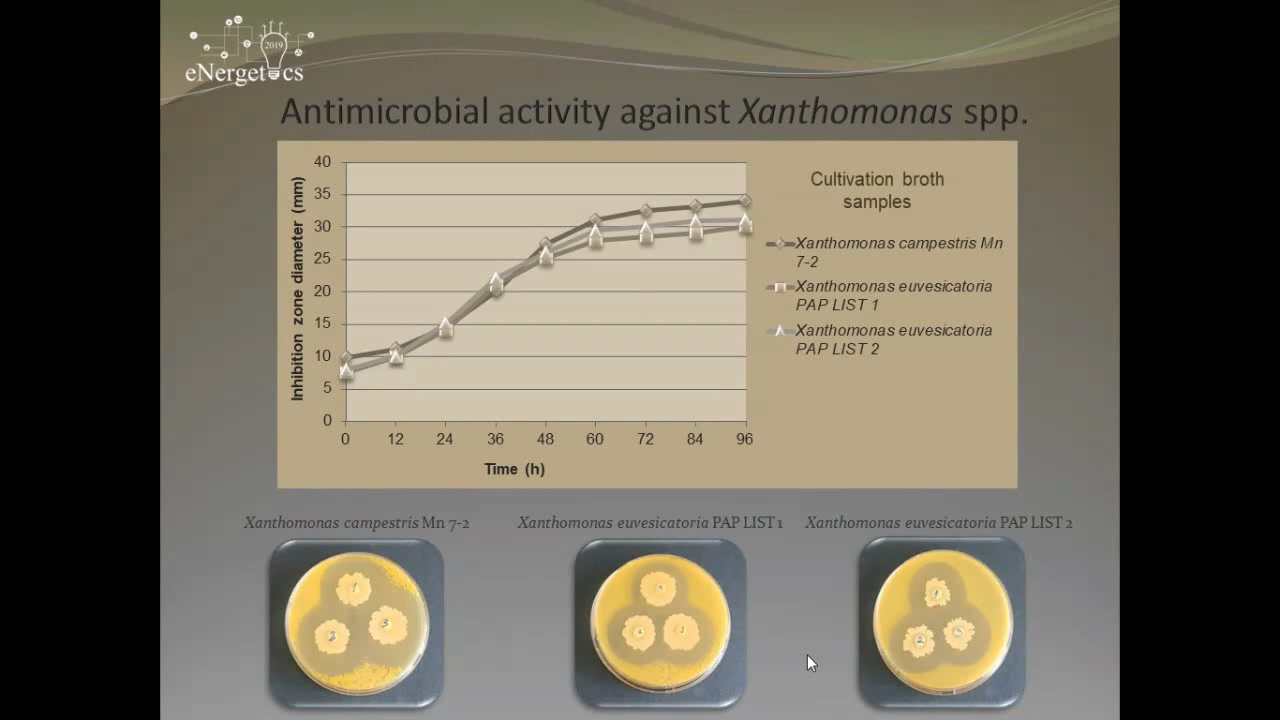 2019
eNergetics
Antimicrobial activity against Xanthomonas spp.
Inhibition zone diameter (mm)
40
35
30
25
20
15
10
5
0
0 12 24 36 48 60 72 84 96
Time (h)
Cultivation broth
samples
Xanthomonas campestris Mn
7-2
Xanthomonas euvesicatoria
PAP LIST 1
Xanthomonas euvesicatoria
PAP LIST 2
Xanthomonas campestris Mn 7-2
Xanthomonas euvesicatoria PAP LIST 1
Xanthomonas euvesicatoria PAP LIST 2